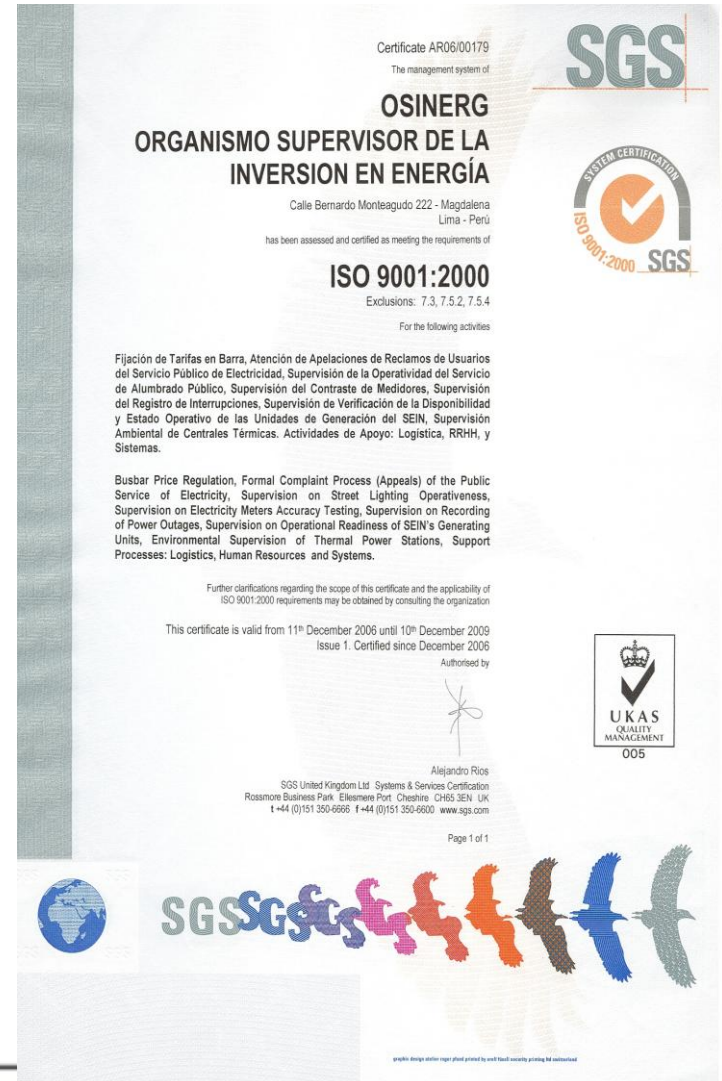 Certificate AR06/00179
SGS
The management system of
OSINERG
ORGANISMO SUPERVISOR DE LA
INVERSION EN ENERGÍA
Calle Bernardo Monteagudo 222 - Magdalena
Lima - Perú
has been assessed and certified as meeting the requirements of
SYSTEM CERTIFICATION
ISO 9001:2000
SGS
ISO 9001:2000
Exclusions: 7.3, 7.5.2, 7.5.4
For the following activities
Fijación de Tarifas en Barra, Atención de Apelaciones de Reclamos de Usuarios
del Servicio Público de Electricidad, Supervisión de la Operatividad del Servicio
de Alumbrado Público, Supervisión del Contraste de Medidores, Supervisión
del Registro de Interrupciones, Supervisión de Verificación de la Disponibilidad
y Estado Operativo de las Unidades de Generación del SEIN, Supervisión
Ambiental de Centrales Térmicas. Actividades de Apoyo: Logística, RRHH, y
Sistemas.
Busbar Price Regulation, Formal Complaint Process (Appeals) of the Public
Service of Electricity, Supervision on Street Lighting Operativeness,
Supervision on Electricity Meters Accuracy Testing, Supervision on Recording
of Power Outages, Supervision on Operational Readiness of SEIN's Generating
Units, Environmental Supervision of Thermal Power Stations, Support
Processes: Logistics, Human Resources and Systems.
Further clarifications regarding the scope of this certificate and the applicability of
ISO 9001:2000 requirements may be obtained by consulting the organization
This certificate is valid from 11th December 2006 until 10th December 2009
Issue 1. Certified since December 2006
Authorised by
UKAS
QUALITY
MANAGEMENT
005
Alejandro Rios
SGS United Kingdom Ltd Systems & Services Certification
Rossmore Business Park Ellesmere Port Cheshire CH65 3EN UK
t +44 (0)151 350-6666 f +44 (0)151 350-6600 www.sgs.com
Page 1 of 1
SGSSGSSGS